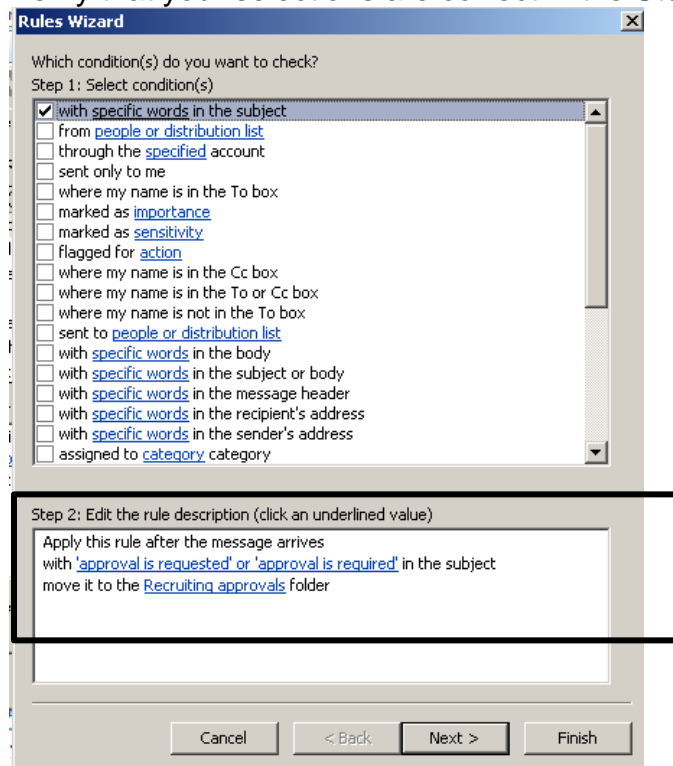 that your selections are correct in the
Rules Wizard
Which condition(s) do you want to check?
Step 1: Select condition(s)
with specific words in the subject
from people or distribution list
through the specified account
sent only to me
where my name is in the To box
marked as importance
marked as sensitivity
flagged for action
where my name is in the Cc box
where my name is in the To or Cc box
where my name is not in the To box
sent to people or distribution list
with specific words in the body
with specific words in the subject or body
with specific words in the message header
with specific words in the recipient's address
with specific words in the sender's address
assigned to category category
Step 2: Edit the rule description (click an underlined value)
Apply this rule after the message arrives
with 'approval is requested' or 'approval is required' in the subject
move it to the Recruiting approvals folder
Cancel
< Back
Next >
Finish